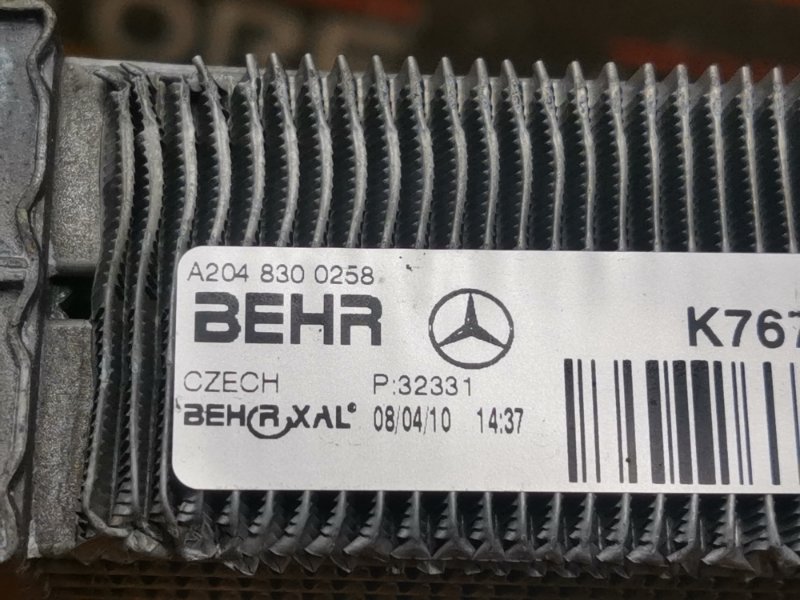 A204 830 0258
BEHR
K767
CZECH P:32331
BEHR XAL® 08/04/10 14:37